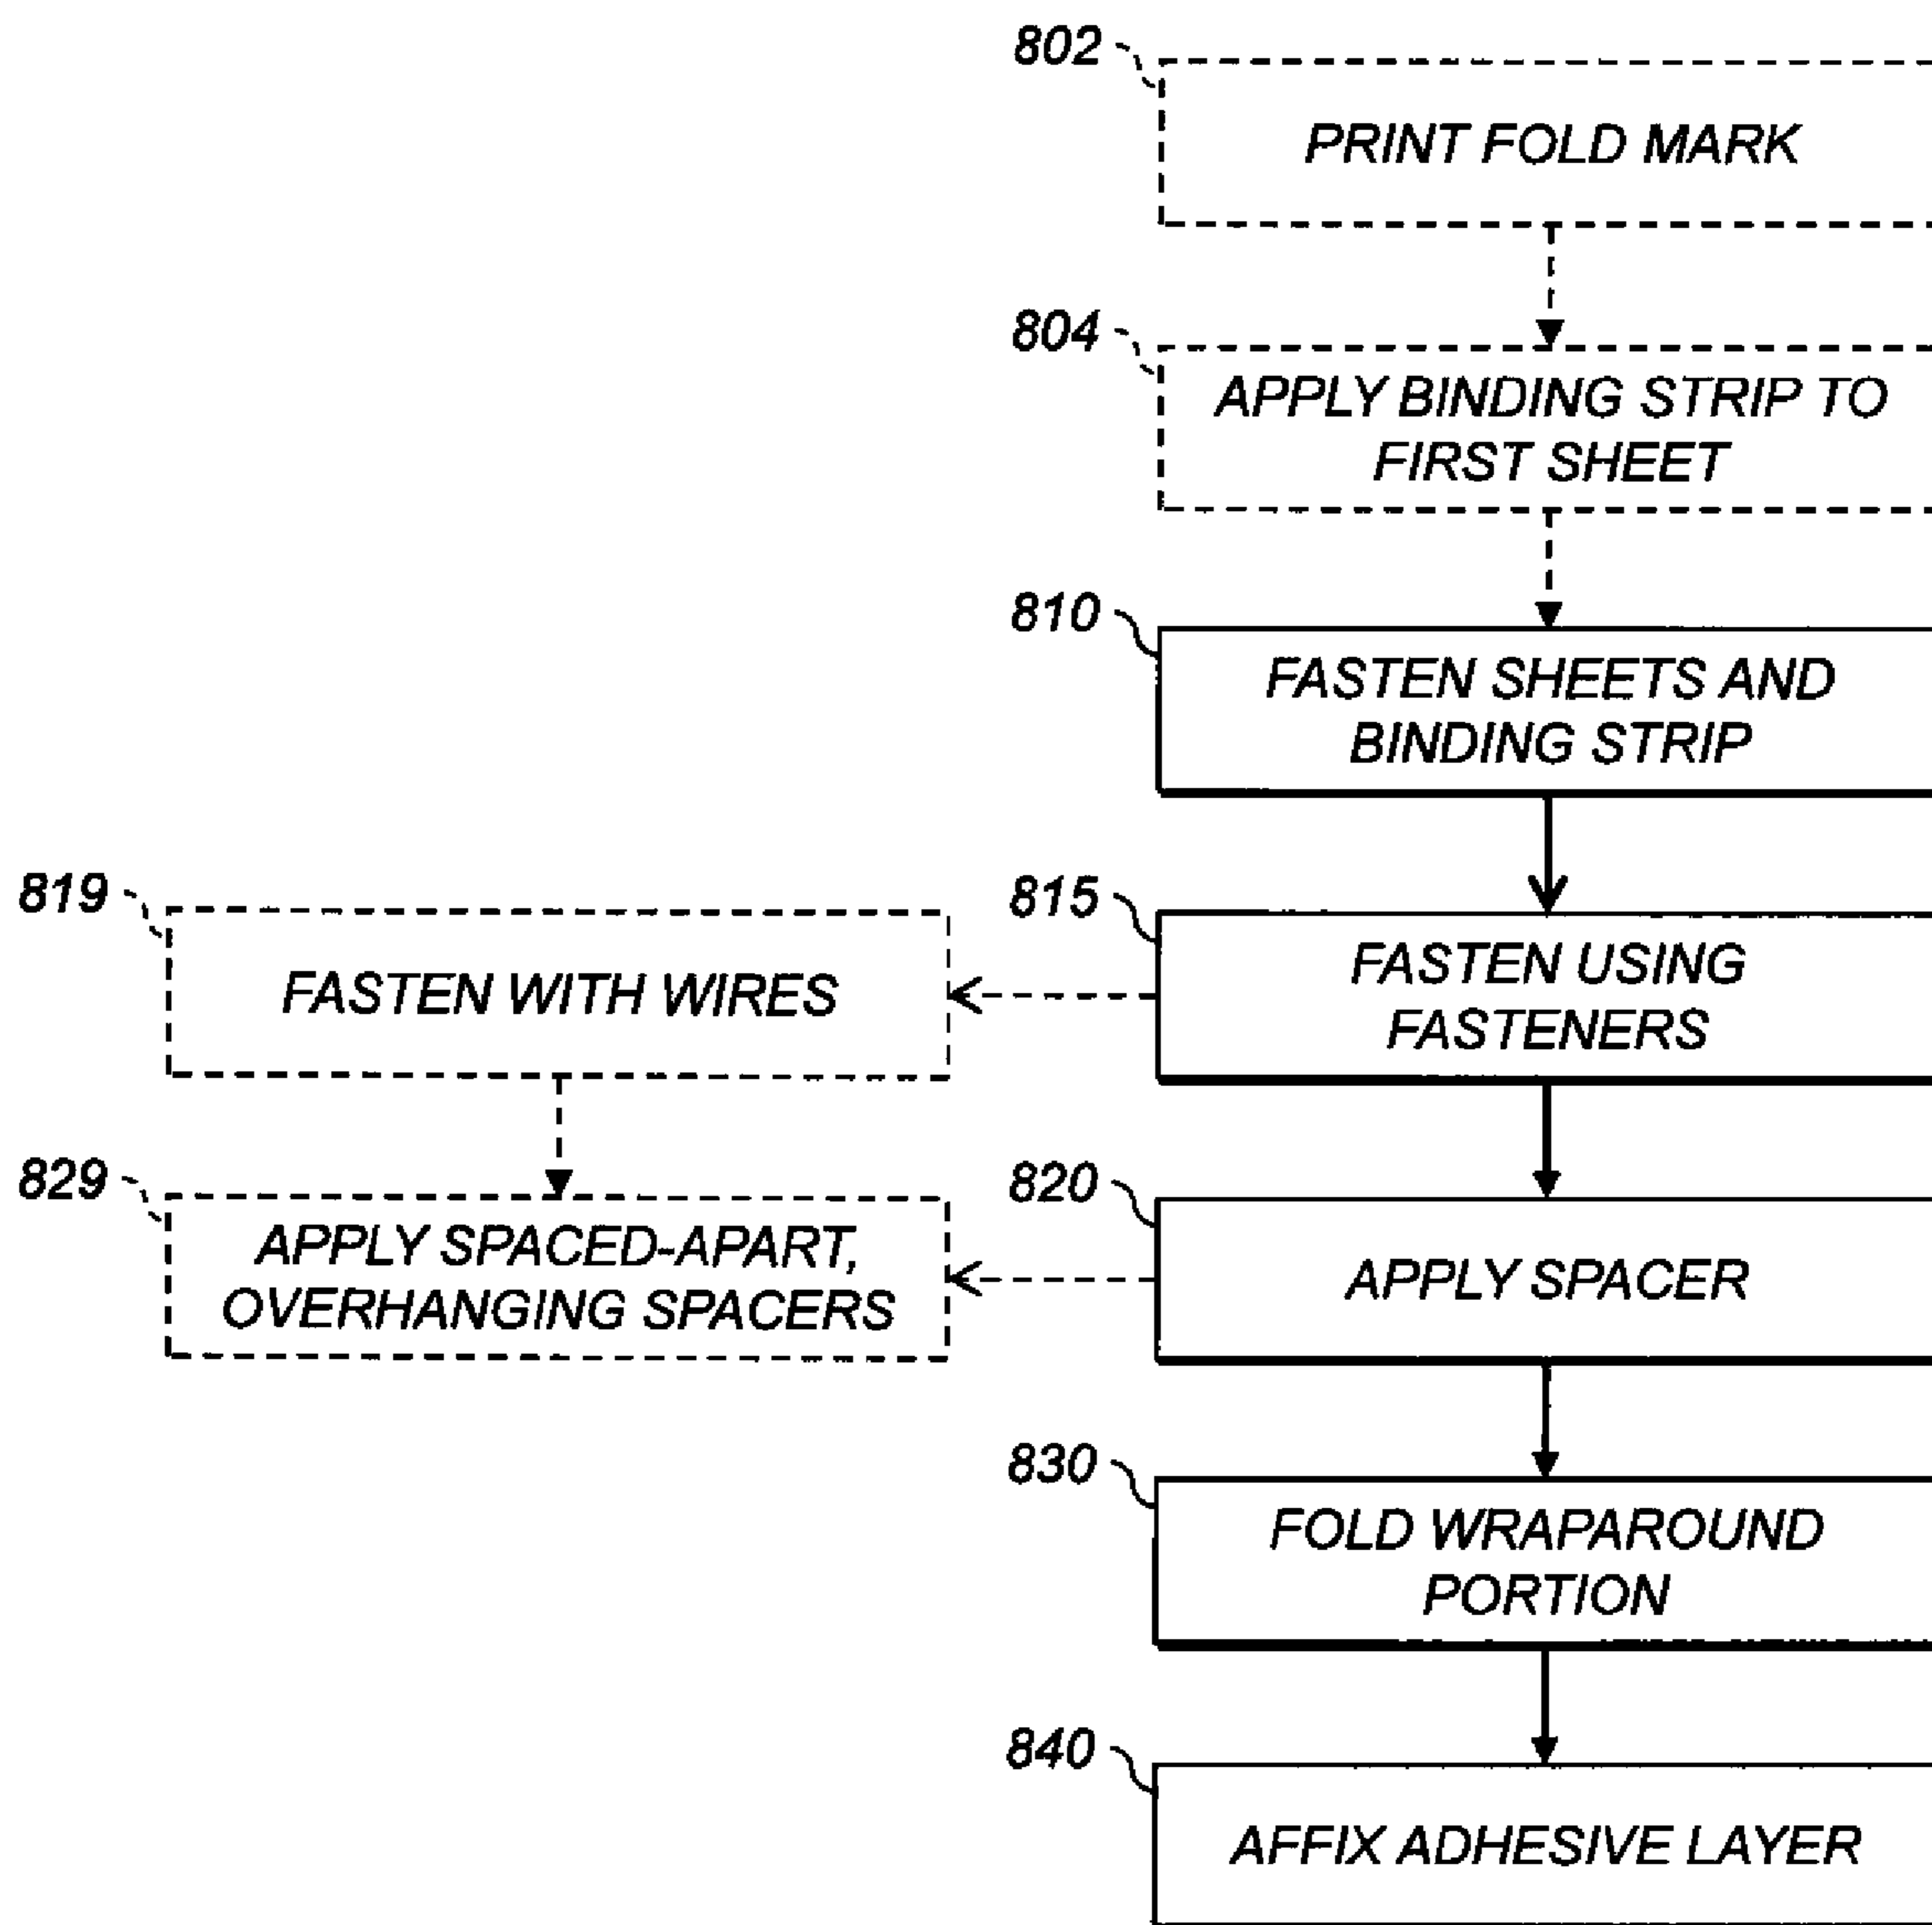 802
PRINT FOLD MARK
804
APPLY BINDING STRIP TO
FIRST SHEET
810
FASTEN SHEETS AND
BINDING STRIP
819
FASTEN WITH WIRES
815
FASTEN USING
FASTENERS
829
APPLY SPACED-APART,
OVERHANGING SPACERS
820
APPLY SPACER
830
FOLD WRAPAROUND
PORTION
840
AFFIX ADHESIVE LAYER